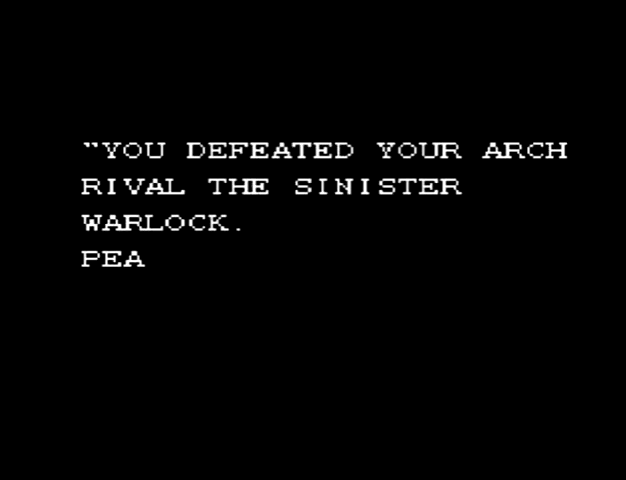 "YOU DEFEATED YOUR ARCH
RIVAL THE SINISTER
WARLOCK.
PEA